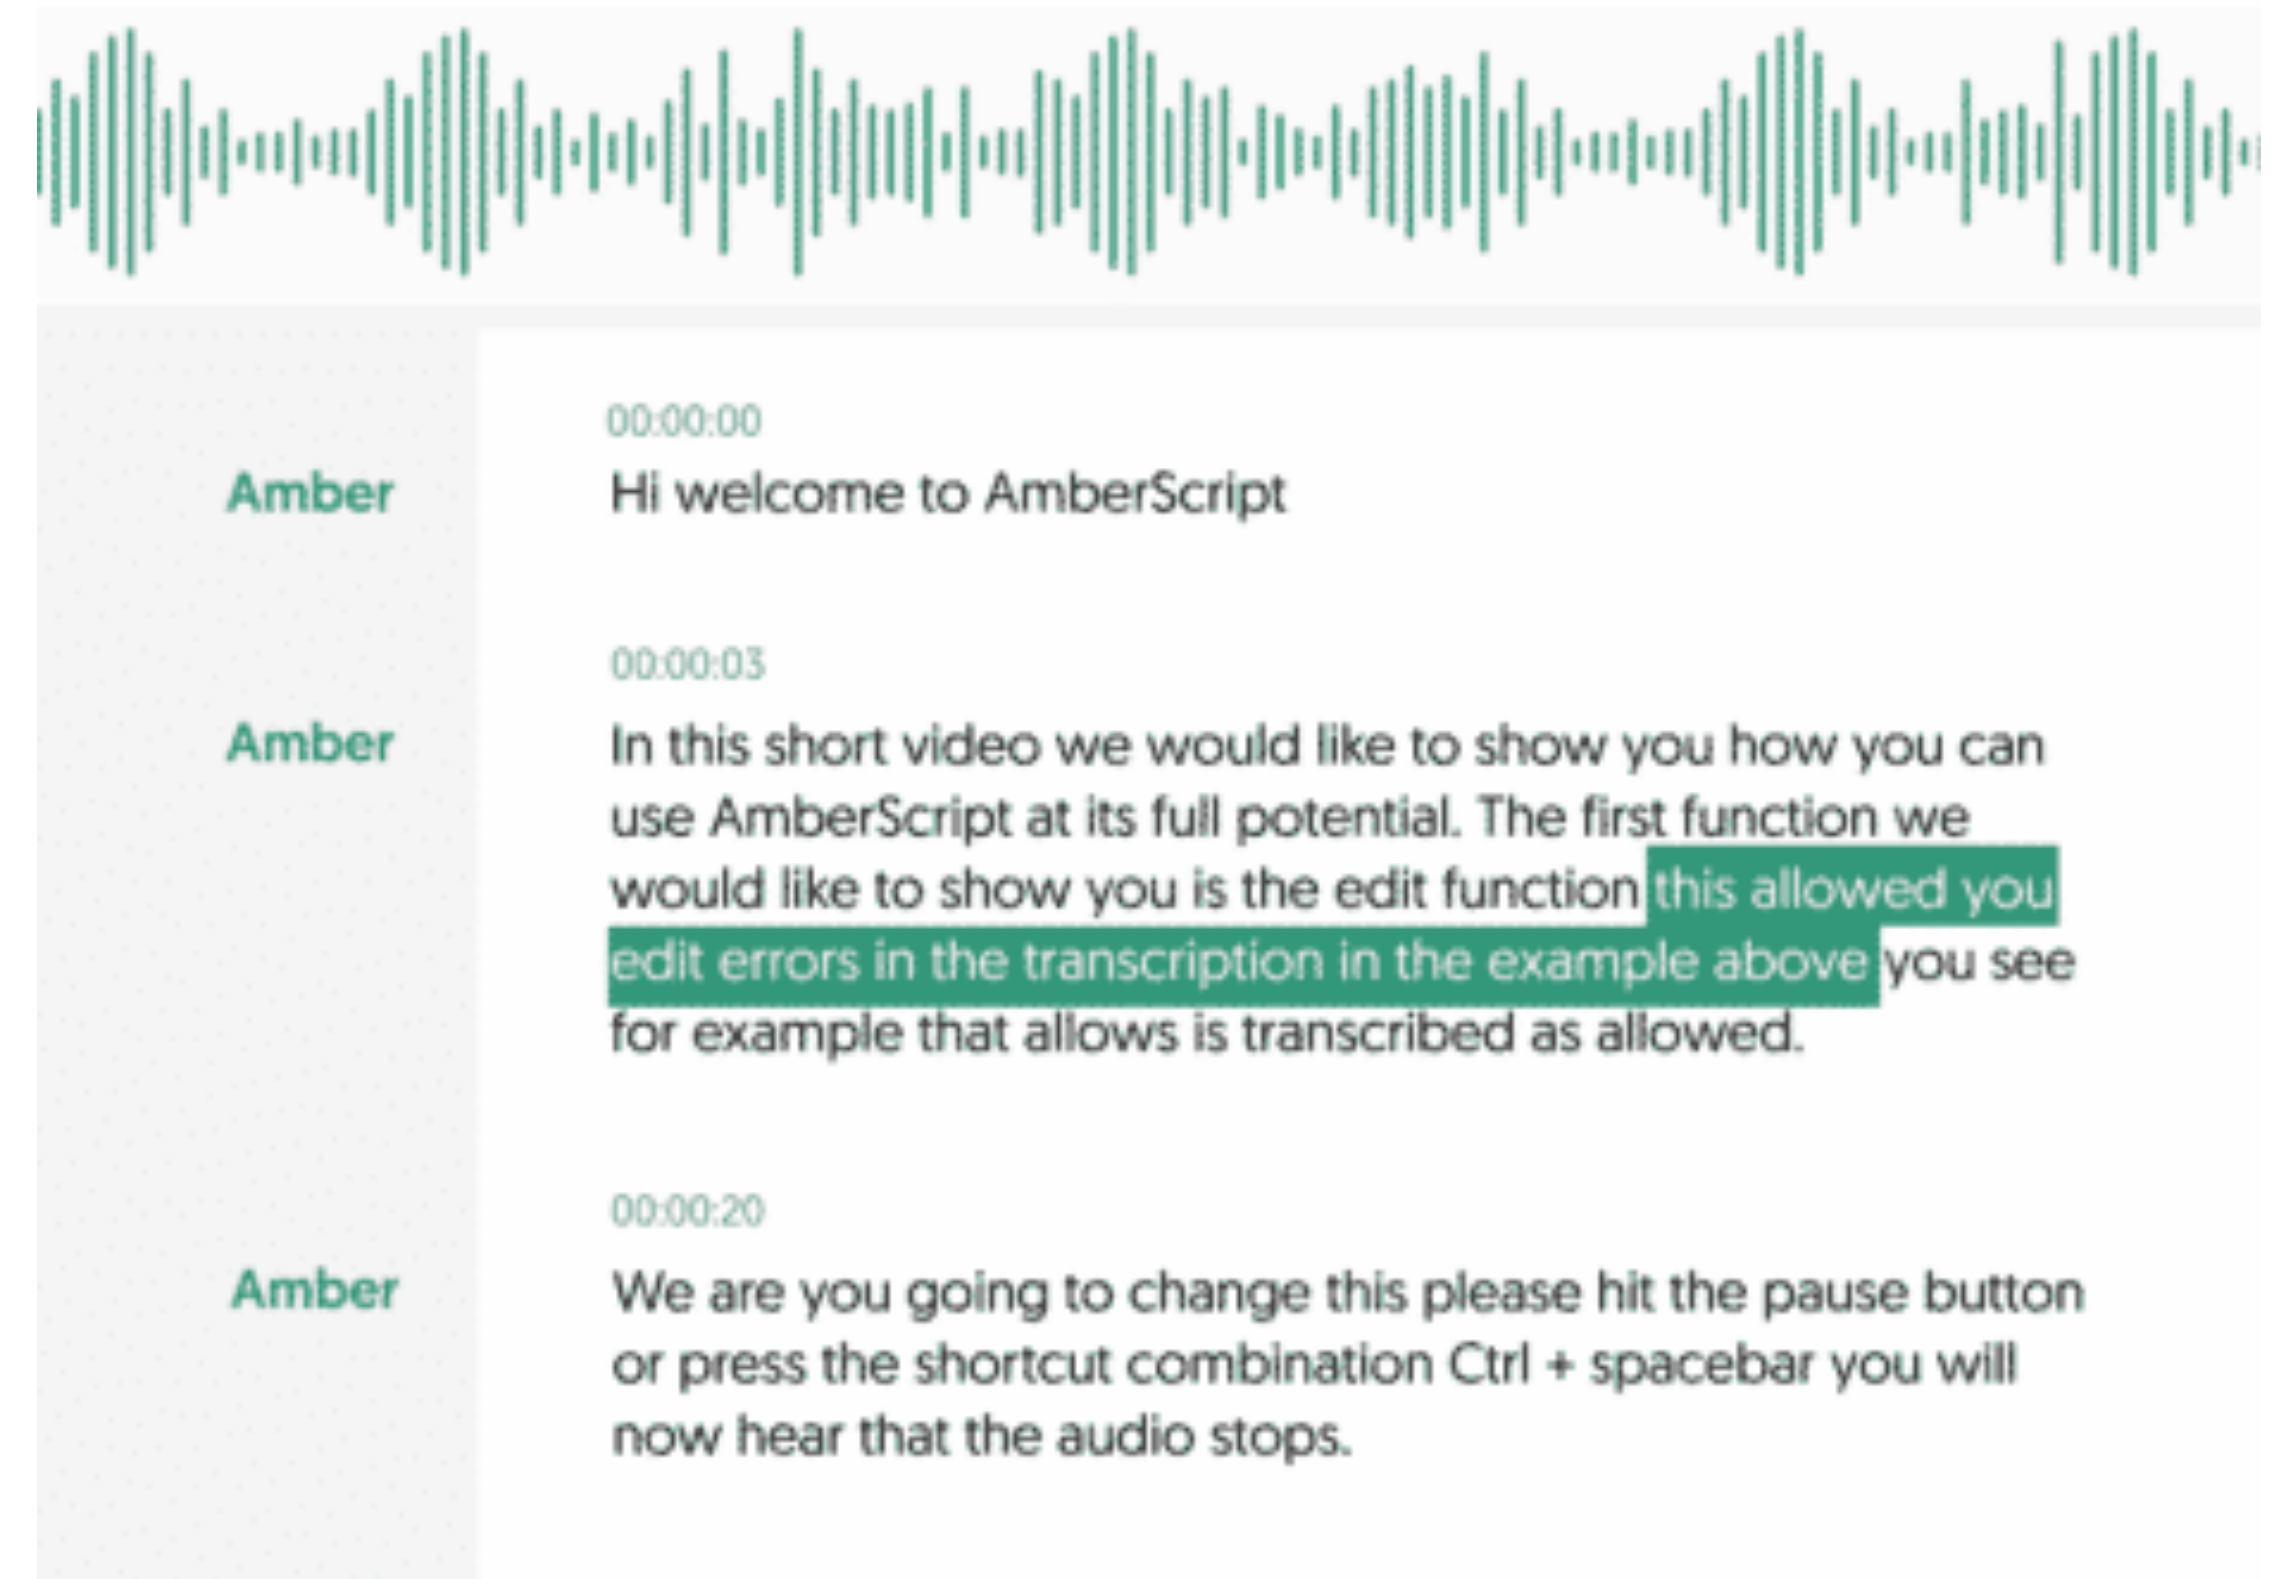 00:00:00
Amber Hi welcome to AmberScript
00:00:03
Amber In this short video we would like to show you how you can
use AmberScript at its full potential. The first function we
would like to show you is the edit function this allowed you
edit errors in the transcription in the example above you see
for example that allows is transcribed as allowed.
00:00:20
Amber We are you going to change this please hit the pause button
or press the shortcut combination Ctrl + spacebar you will
now hear that the audio stops.